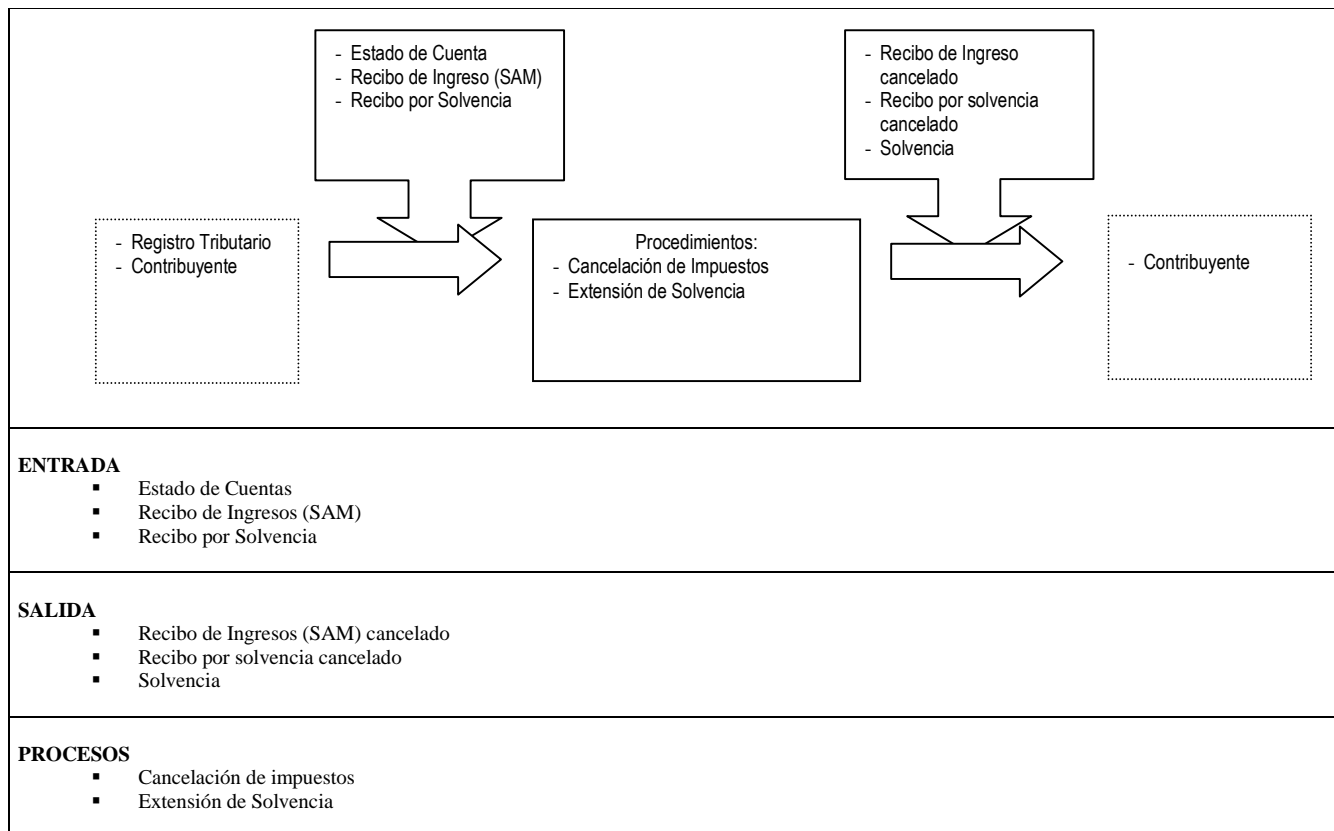 - Estado de Cuenta
- Recibo de Ingreso (SAM)
- Recibo por Solvencia
- Recibo de Ingreso
cancelado
- Recibo por solvencia
cancelado
- Solvencia
- Registro Tributario
- Contribuyente
Procedimientos:
- Cancelación de Impuestos
- Extensión de Solvencia
- Contribuyente
ENTRADA
▪ Estado de Cuentas
▪ Recibo de Ingresos (SAM)
▪ Recibo por Solvencia
SALIDA
▪ Recibo de Ingresos (SAM) cancelado
▪ Recibo por solvencia cancelado
▪ Solvencia
PROCESOS
▪ Cancelación de impuestos
▪ Extensión de Solvencia